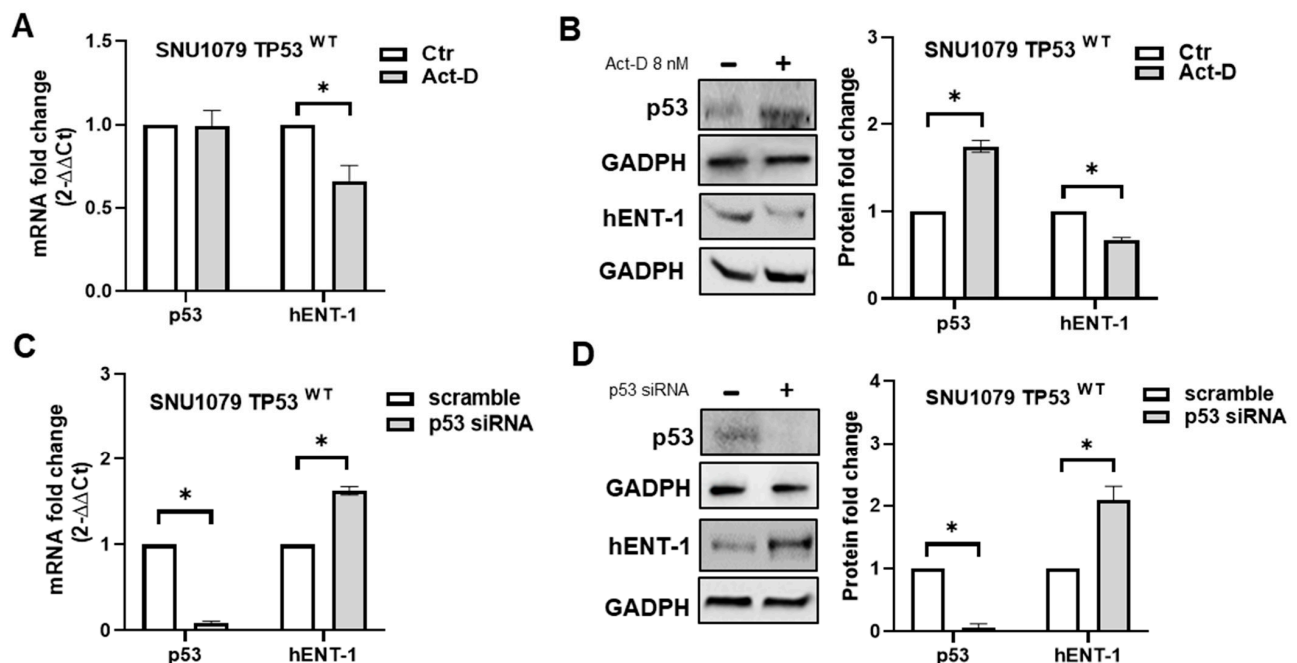 A
SNU1079 TP53 WT
Ctr
Act-D
mRNA fold change
(2-ΔΔCt)
1.5
1.0
0.5
0.0
*
p53
hENT-1
B
Act-D 8 nM
– +
p53
GADPH
hENT-1
GADPH
SNU1079 TP53 WT
Ctr
Act-D
Protein fold change
3
2
1
0
*
*
p53
hENT-1
C
SNU1079 TP53 WT
scramble
p53 siRNA
mRNA fold change
(2-ΔΔCt)
3
2
1
0
*
*
p53
hENT-1
D
p53 siRNA
– +
p53
GADPH
hENT-1
GADPH
SNU1079 TP53 WT
scramble
p53 siRNA
Protein fold change
4
3
2
1
0
*
*
p53
hENT-1